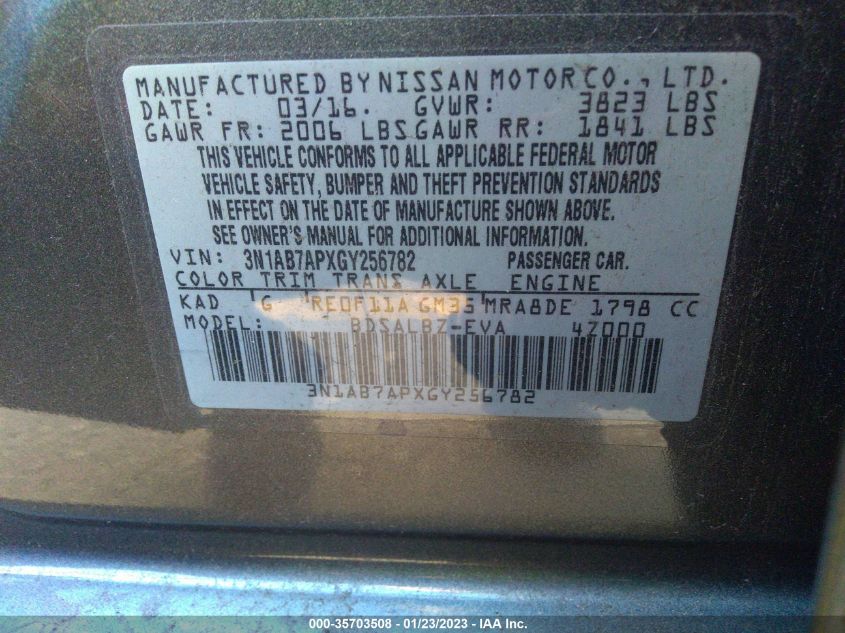 MANUFACTURED BY NISSAN MOTOR CO., LTD.
DATE: 03/16. GVWR: 3823 LBS
GAWR FR: 2006 LBS GAWR RR: 1841 LBS
THIS VEHICLE CONFORMS TO ALL APPLICABLE FEDERAL MOTOR
VEHICLE SAFETY, BUMPER AND THEFT PREVENTION STANDARDS
IN EFFECT ON THE DATE OF MANUFACTURE SHOWN ABOVE.
SEE OWNER'S MANUAL FOR ADDITIONAL INFORMATION.
VIN: 3N1AB7APXGY256782 PASSENGER CAR.
COLOR TRIM TRANS AXLE ENGINE
KAD G RE0F11A GM35 MRA8DE 1798 CC
MODEL: BDSALBZ-EVA 4Z000
3N1AB7APXGY256782
000-35703508 - 01/23/2023 - IAA Inc.